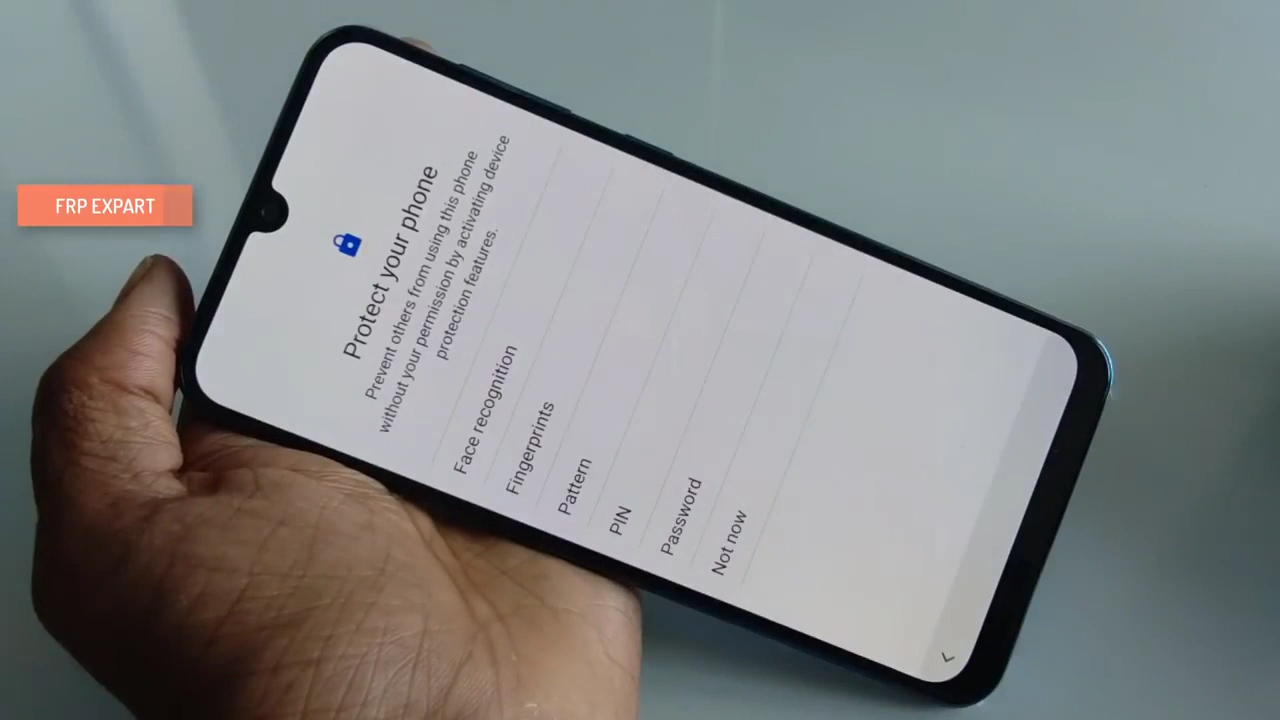 FRP EXPART
Protect your phone
Prevent others from using this phone
without your permission by activating device
protection features.
Face recognition
Fingerprints
Pattern
PIN
Password
Not now